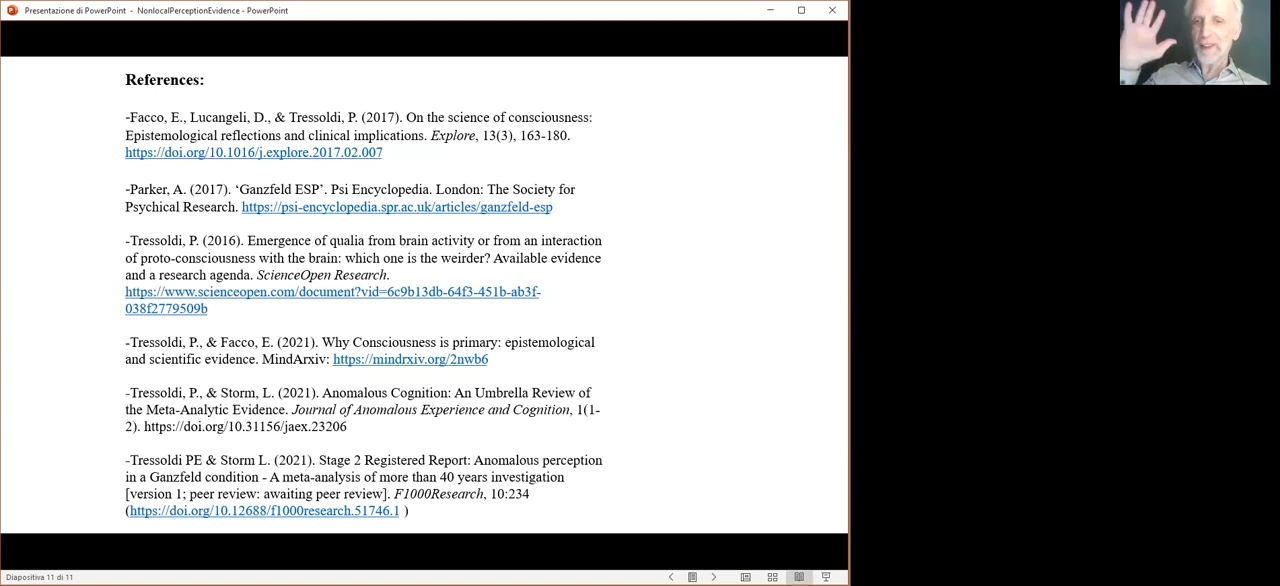 Presentazione di PowerPoint - NonlocalPerceptionEvidence - PowerPoint
References:
-Facco, E., Lucangeli, D., & Tressoldi, P. (2017). On the science of consciousness:
Epistemological reflections and clinical implications. Explore, 13(3), 163-180.
https://doi.org/10.1016/j.explore.2017.02.007
-Parker, A. (2017). ‘Ganzfeld ESP’. Psi Encyclopedia. London: The Society for
Psychical Research. https://psi-encyclopedia.spr.ac.uk/articles/ganzfeld-esp
-Tressoldi, P. (2016). Emergence of qualia from brain activity or from an interaction
of proto-consciousness with the brain: which one is the weirder? Available evidence
and a research agenda. ScienceOpen Research.
https://www.scienceopen.com/document?vid=6c9b13db-64f3-451b-ab3f-
038f2779509b
-Tressoldi, P., & Facco, E. (2021). Why Consciousness is primary: epistemological
and scientific evidence. MindArxiv: https://mindrxiv.org/2nwb6
-Tressoldi, P., & Storm, L. (2021). Anomalous Cognition: An Umbrella Review of
the Meta-Analytic Evidence. Journal of Anomalous Experience and Cognition, 1(1-
2). https://doi.org/10.31156/jaex.23206
-Tressoldi PE & Storm L. (2021). Stage 2 Registered Report: Anomalous perception
in a Ganzfeld condition - A meta-analysis of more than 40 years investigation
[version 1; peer review: awaiting peer review]. F1000Research, 10:234
(https://doi.org/10.12688/f1000research.51746.1 )
Diapositiva 11 di 11